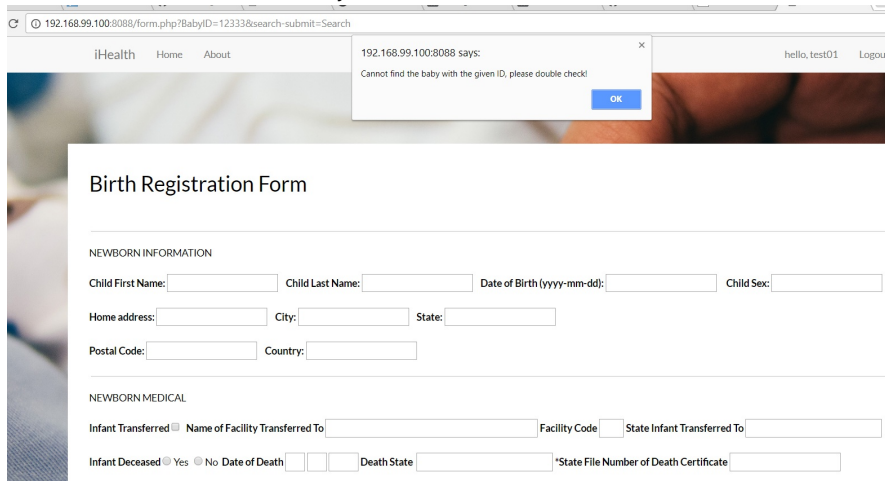 192.168.99.100:8088/form.php?BabyID=12333&search-submit=Search
iHealth Home About
192.168.99.100:8088 says:
Cannot find the baby with the given ID, please double check!
OK
hello, test01 Logou
Birth Registration Form
NEWBORN INFORMATION
Child First Name: Child Last Name: Date of Birth (yyyy-mm-dd): Child Sex:
Home address: City: State:
Postal Code: Country:
NEWBORN MEDICAL
Infant Transferred Name of Facility Transferred To Facility Code State Infant Transferred To
Infant Deceased Yes No Date of Death Death State *State File Number of Death Certificate